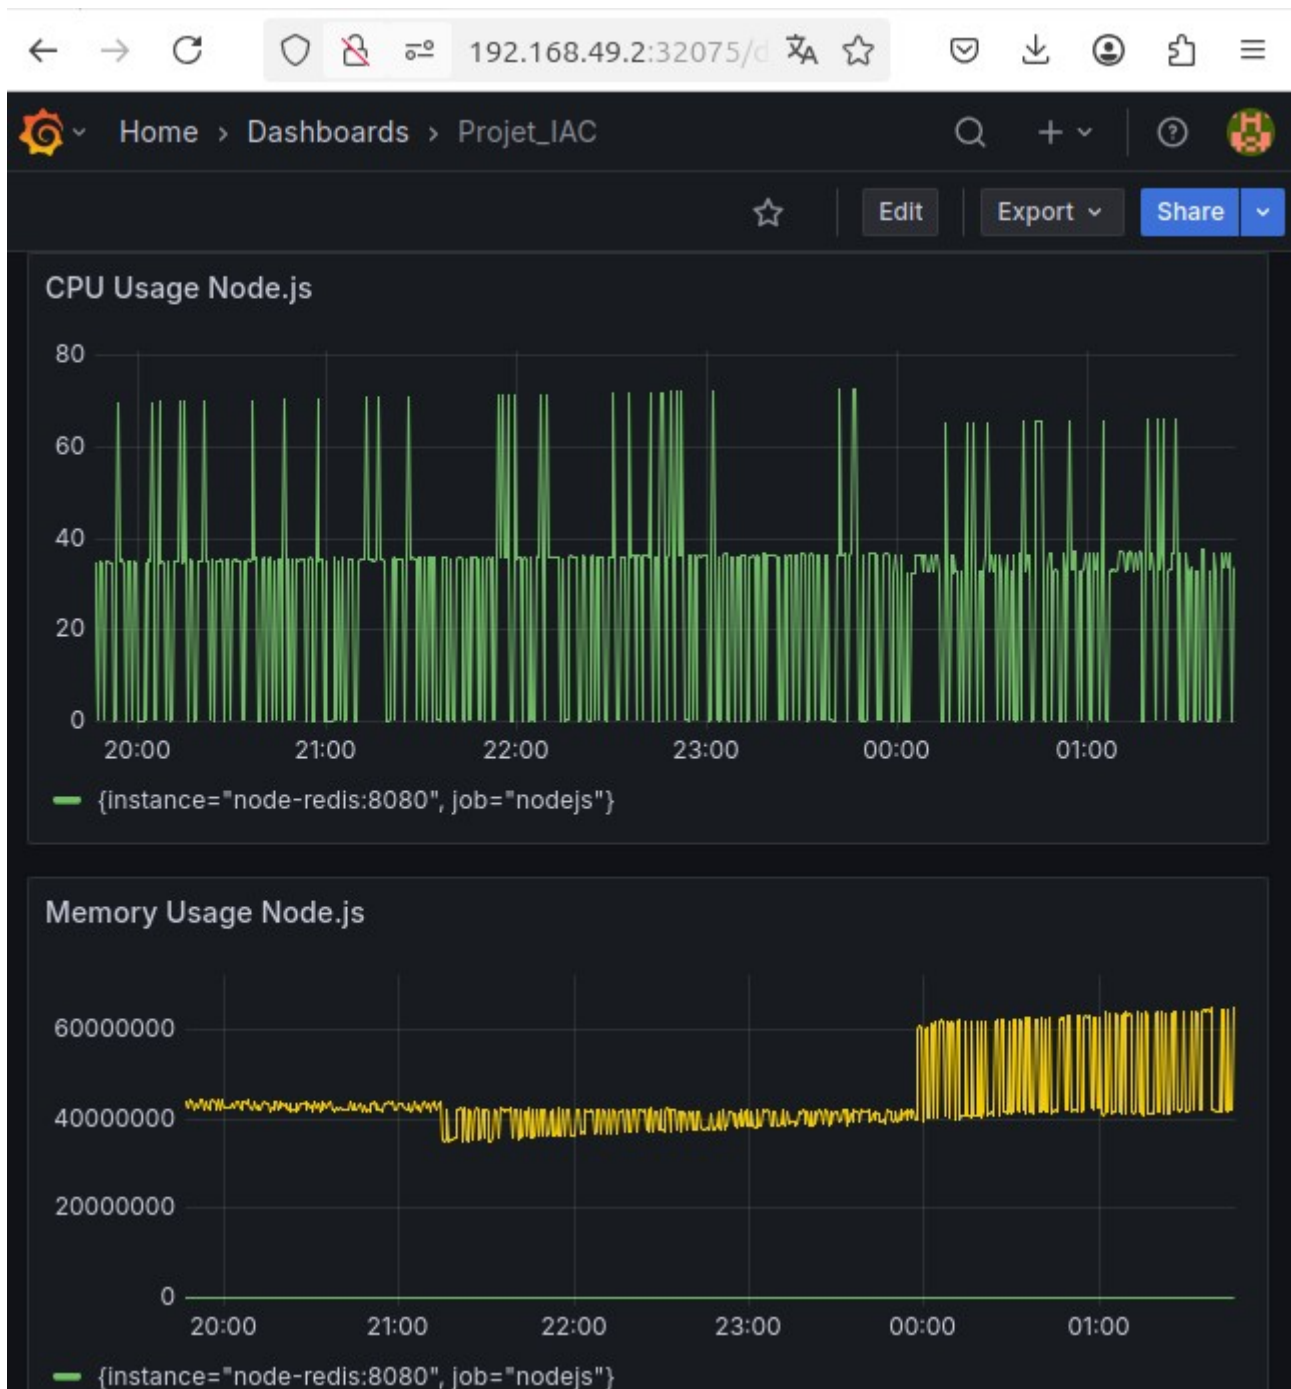 192.168.49.2:32075/d
Home › Dashboards › Projet_IAC
Edit
Export
Share
CPU Usage Node.js
80
60
40
20
0
20:00 21:00 22:00 23:00 00:00 01:00
{instance="node-redis:8080", job="nodejs"}
Memory Usage Node.js
60000000
40000000
20000000
0
20:00 21:00 22:00 23:00 00:00 01:00
{instance="node-redis:8080", job="nodejs"}